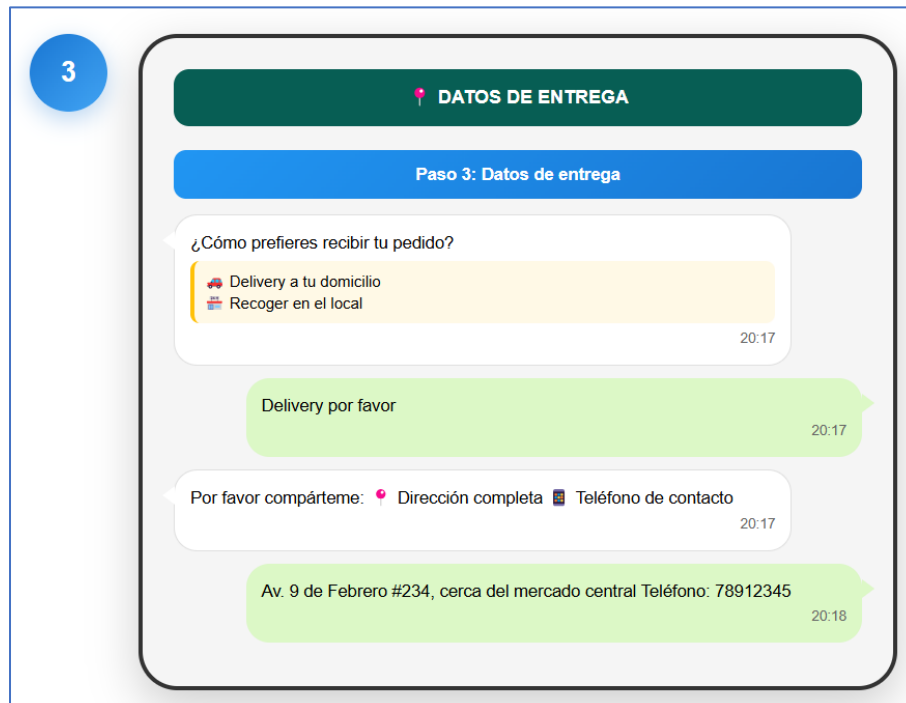 3
📍 DATOS DE ENTREGA
Paso 3: Datos de entrega
¿Cómo prefieres recibir tu pedido?
🚗 Delivery a tu domicilio
🏪 Recoger en el local
20:17
Delivery por favor
20:17
Por favor compárteme: 📍 Dirección completa 📱 Teléfono de contacto
20:17
Av. 9 de Febrero #234, cerca del mercado central Teléfono: 78912345
20:18